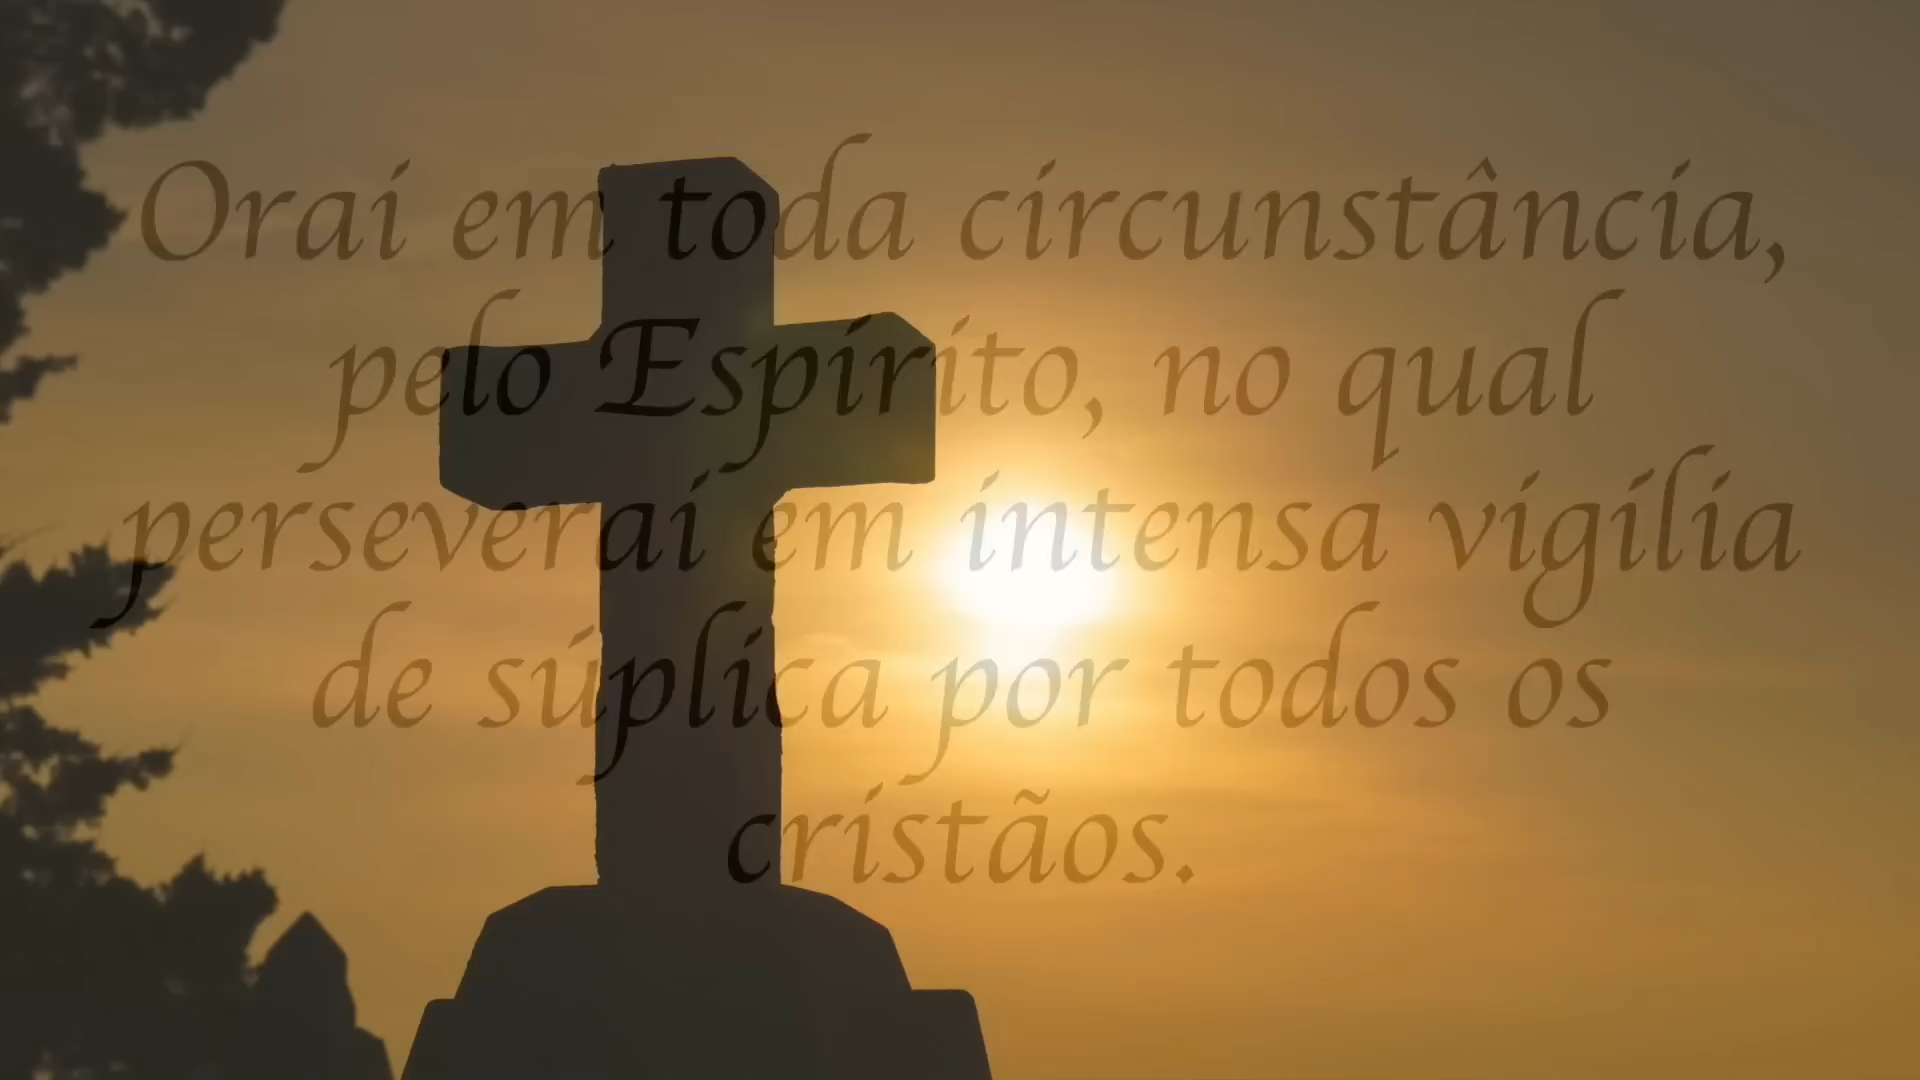 Orai em toda circunstância,
pelo Espírito, no qual
perseverai em intensa vigília
de súplica por todos os
cristãos.